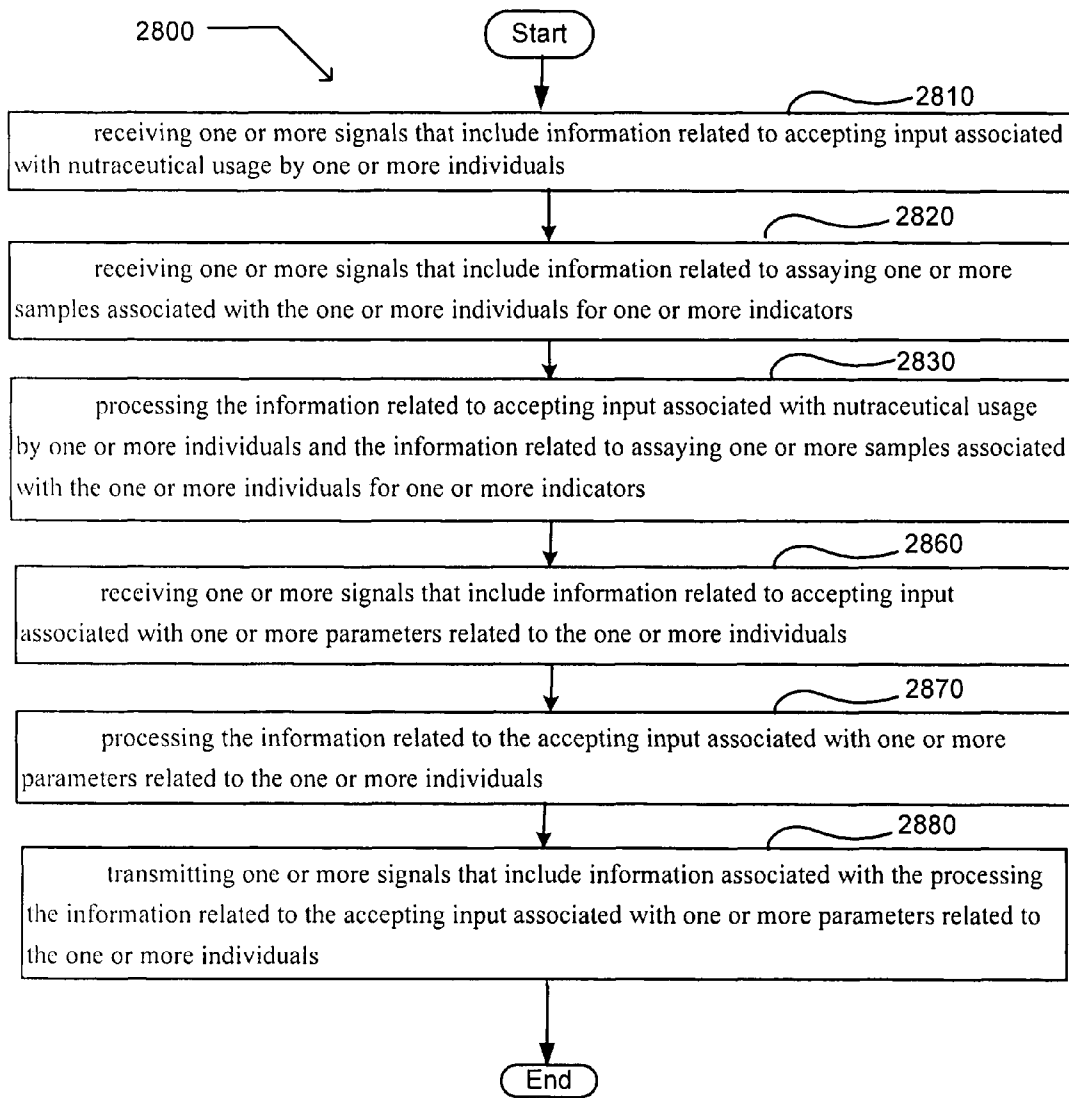 2800
Start
2810
receiving one or more signals that include information related to accepting input associated
with nutraceutical usage by one or more individuals
2820
receiving one or more signals that include information related to assaying one or more
samples associated with the one or more individuals for one or more indicators
2830
processing the information related to accepting input associated with nutraceutical usage
by one or more individuals and the information related to assaying one or more samples associated
with the one or more individuals for one or more indicators
2860
receiving one or more signals that include information related to accepting input
associated with one or more parameters related to the one or more individuals
2870
processing the information related to the accepting input associated with one or more
parameters related to the one or more individuals
2880
transmitting one or more signals that include information associated with the processing
the information related to the accepting input associated with one or more parameters related to
the one or more individuals
End